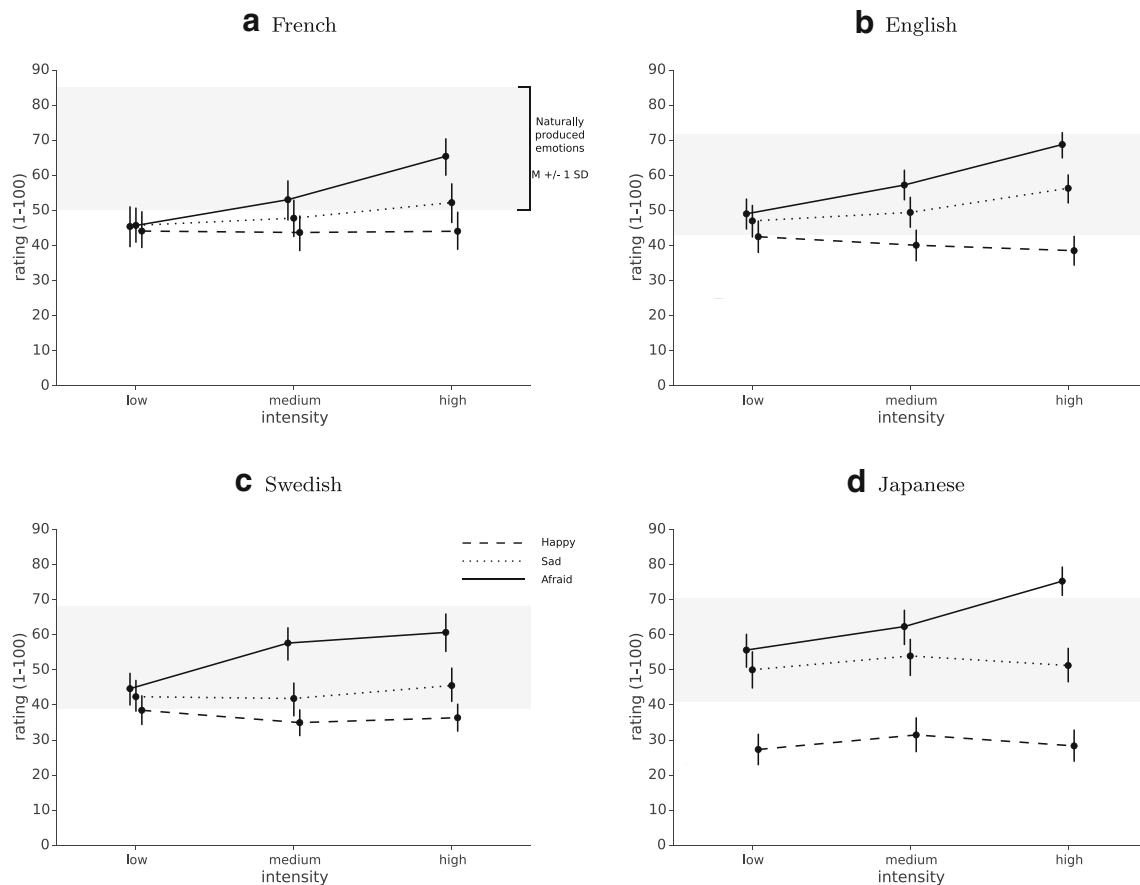 a French
90
80
70
60
50
40
30
20
10
0
rating (1-100)
low medium high
intensity
Naturally
produced
emotions
M +/- 1 SD
b English
90
80
70
60
50
40
30
20
10
0
rating (1-100)
low medium high
intensity
c Swedish
90
80
70
60
50
40
30
20
10
0
rating (1-100)
low medium high
intensity
Happy
Sad
Afraid
d Japanese
90
80
70
60
50
40
30
20
10
0
rating (1-100)
low medium high
intensity